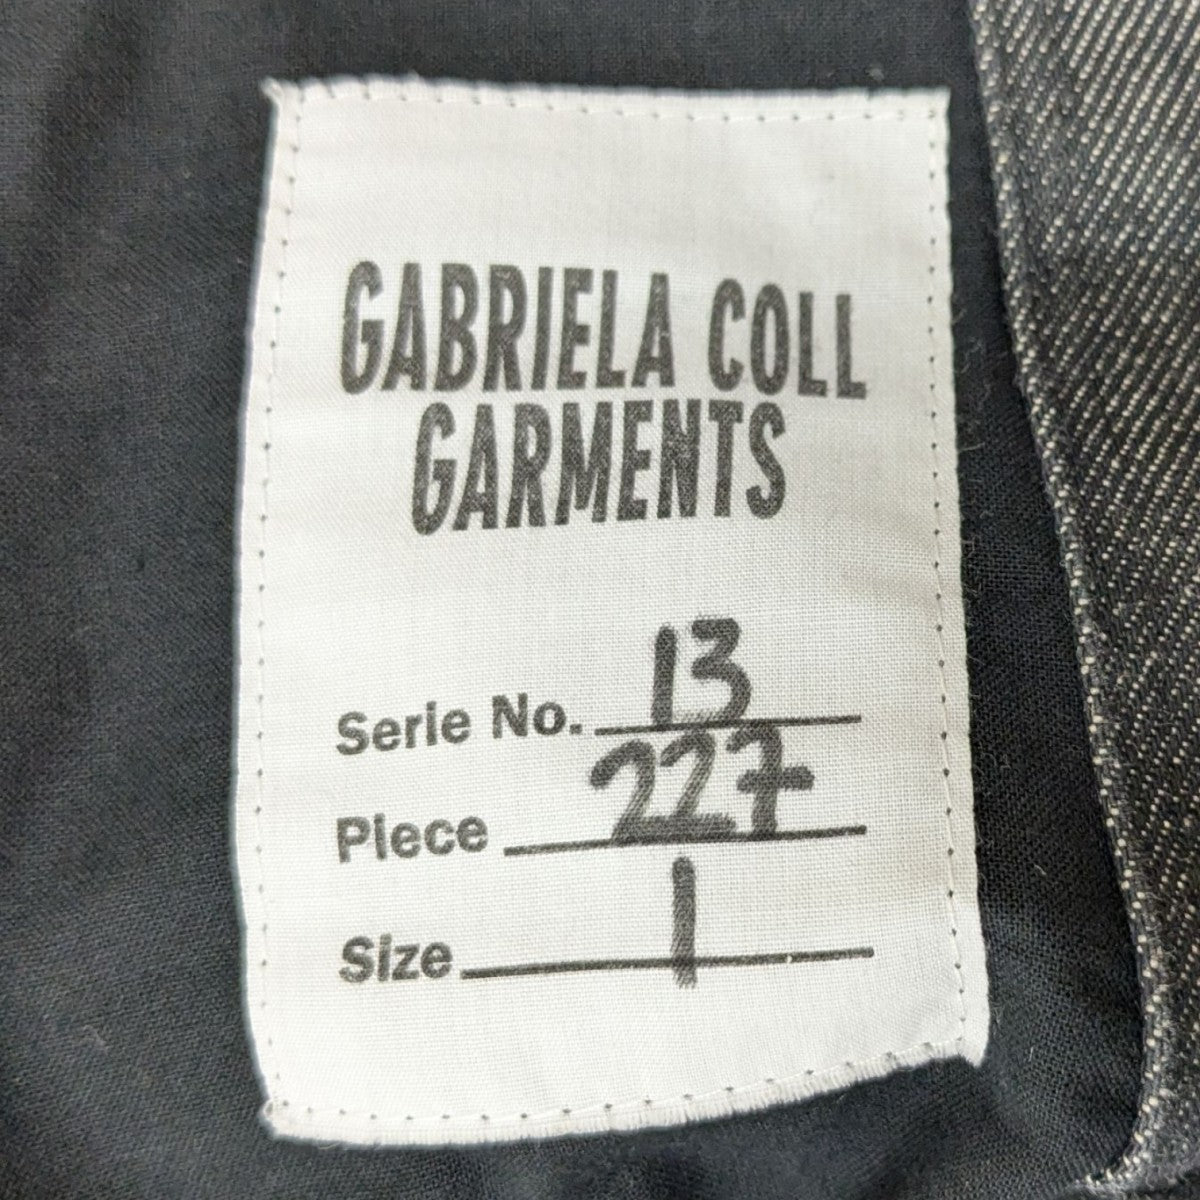 GABRIELA COLL
GARMENTS
Serie No. 13
Piece 227
Size 1